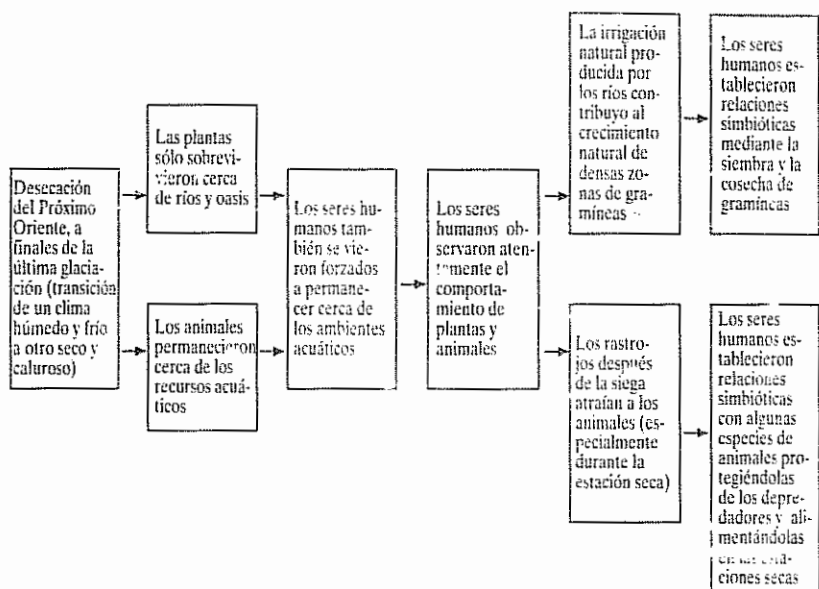 Desecación
del Próximo
Oriente, a
finales de la
última glacia-
ción (transición
de un clima
húmedo y frío
a otro seco y
caluroso)
Las plantas
sólo sobrevi-
vieron cerca
de ríos y oasis
Los animales
permanecieron
cerca de los
recursos acuá-
ticos
Los seres hu-
manos tam-
bién se vie-
ron forzados
a permane-
cer cerca de
los ambientes
acuáticos
Los seres
humanos ob-
servaron aten-
tamente el
comporta-
miento de
plantas y
animales
La irrigación
natural pro-
ducida por
los ríos con-
tribuyo al
crecimiento
natural de
densas zo-
nas de gra-
míneas
Los seres
humanos es-
tablecieron
relaciones
simbióticas
mediante la
siembra y la
cosecha de
gramíneas
Los rastro-
jos después
de la siega
atraían a los
animales (es-
pecialmente
durante la
estación seca)
Los seres
humanos es-
tablecieron
relaciones
simbióticas
con algunas
especies de
animales pro-
tegiéndolas
de los depre-
dadores y ali-
mentándolas
en las esta-
ciones secas